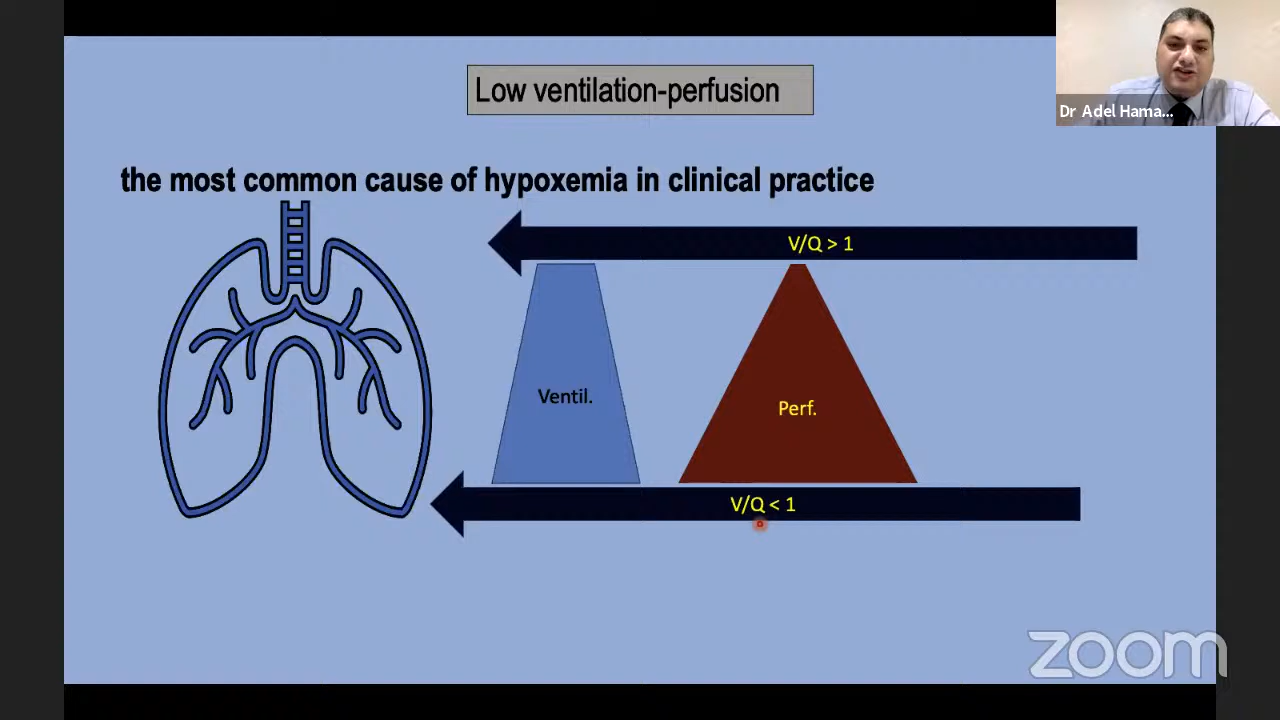 Low ventilation-perfusion
Dr Adel Hama...
the most common cause of hypoxemia in clinical practice
V/Q > 1
Ventil.
Perf.
V/Q < 1
zoom